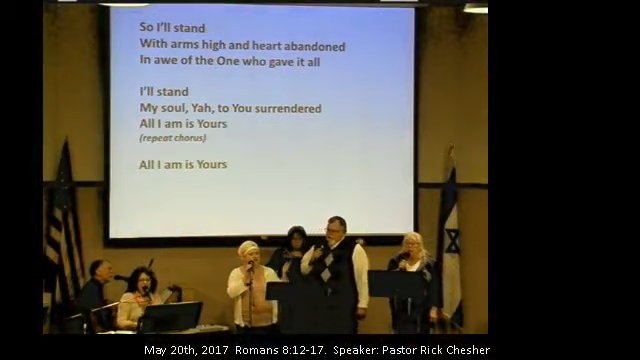 So I'll stand
With arms high and heart abandoned
In awe of the One who gave it all
I'll stand
My soul, Yah, to You surrendered
All I am is Yours
(repeat chorus)
All I am is Yours
May 20th, 2017 Romans 8:12-17. Speaker: Pastor Rick Chesher